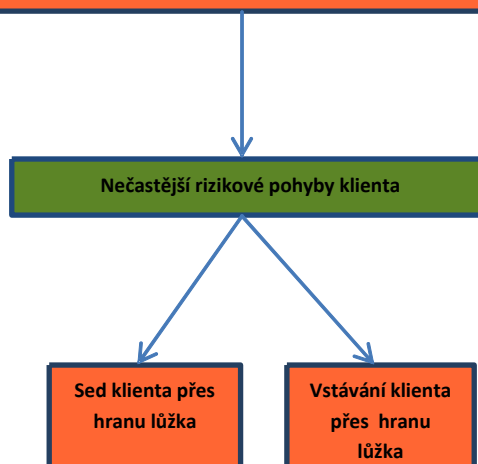 Nečastější rizikové pohyby klienta
Sed klienta přes
hranu lůžka
Vstávání klienta
přes hranu
lůžka